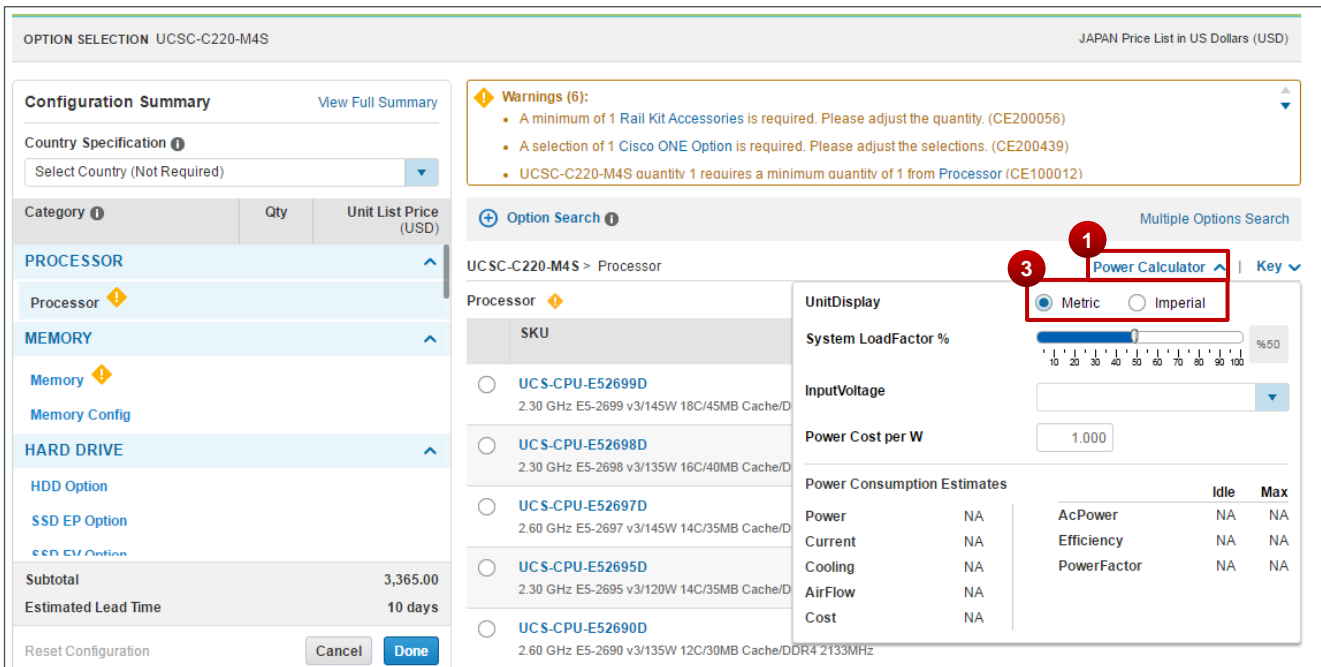 OPTION SELECTION UCSC-C220-M4S
JAPAN Price List in US Dollars (USD)
Configuration Summary
View Full Summary
Country Specification
Select Country (Not Required)
Category
Qty
Unit List Price
(USD)
PROCESSOR
Processor
MEMORY
Memory
Memory Config
HARD DRIVE
HDD Option
SSD EP Option
SSD EV Option
Subtotal
3,365.00
Estimated Lead Time
10 days
Reset Configuration
Cancel
Done
Warnings (6):
• A minimum of 1 Rail Kit Accessories is required. Please adjust the quantity. (CE200056)
• A selection of 1 Cisco ONE Option is required. Please adjust the selections. (CE200439)
• UCSC-C220-M4S quantity 1 requires a minimum quantity of 1 from Processor (CE100012)
Option Search
Multiple Options Search
1
3
UCSC-C220-M4S > Processor
Power Calculator
|
Key
Processor
SKU
UCS-CPU-E52699D
2.30 GHz E5-2699 v3/145W 18C/45MB Cache/D
UCS-CPU-E52698D
2.30 GHz E5-2698 v3/135W 16C/40MB Cache/D
UCS-CPU-E52697D
2.60 GHz E5-2697 v3/145W 14C/35MB Cache/D
UCS-CPU-E52695D
2.30 GHz E5-2695 v3/120W 14C/35MB Cache/D
UCS-CPU-E52690D
2.60 GHz E5-2690 v3/135W 12C/30MB Cache/DDR4 2133MHz
UnitDisplay
Metric
Imperial
System LoadFactor %
10 20 30 40 50 60 70 80 90 100
%50
InputVoltage
Power Cost per W
1.000
Power Consumption Estimates
Power NA
Current NA
Cooling NA
AirFlow NA
Cost NA
Idle Max
AcPower NA NA
Efficiency NA NA
PowerFactor NA NA